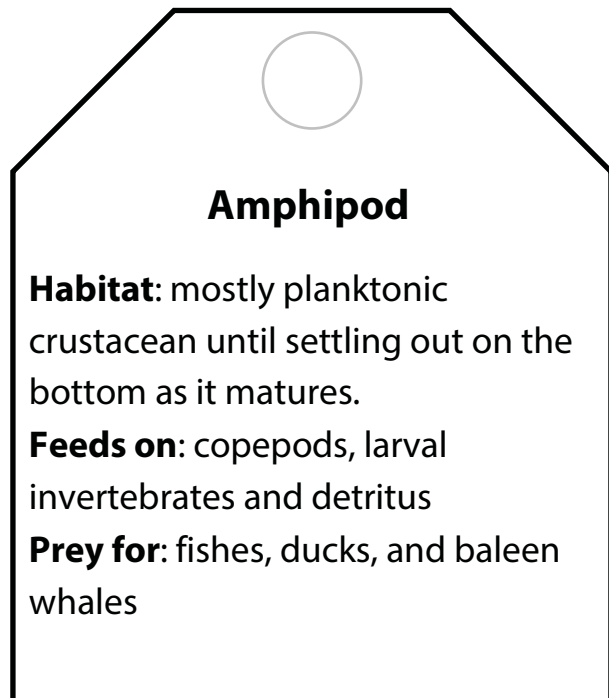 Amphipod
Habitat: mostly planktonic
crustacean until settling out on the
bottom as it matures.
Feeds on: copepods, larval
invertebrates and detritus
Prey for: fishes, ducks, and baleen
whales